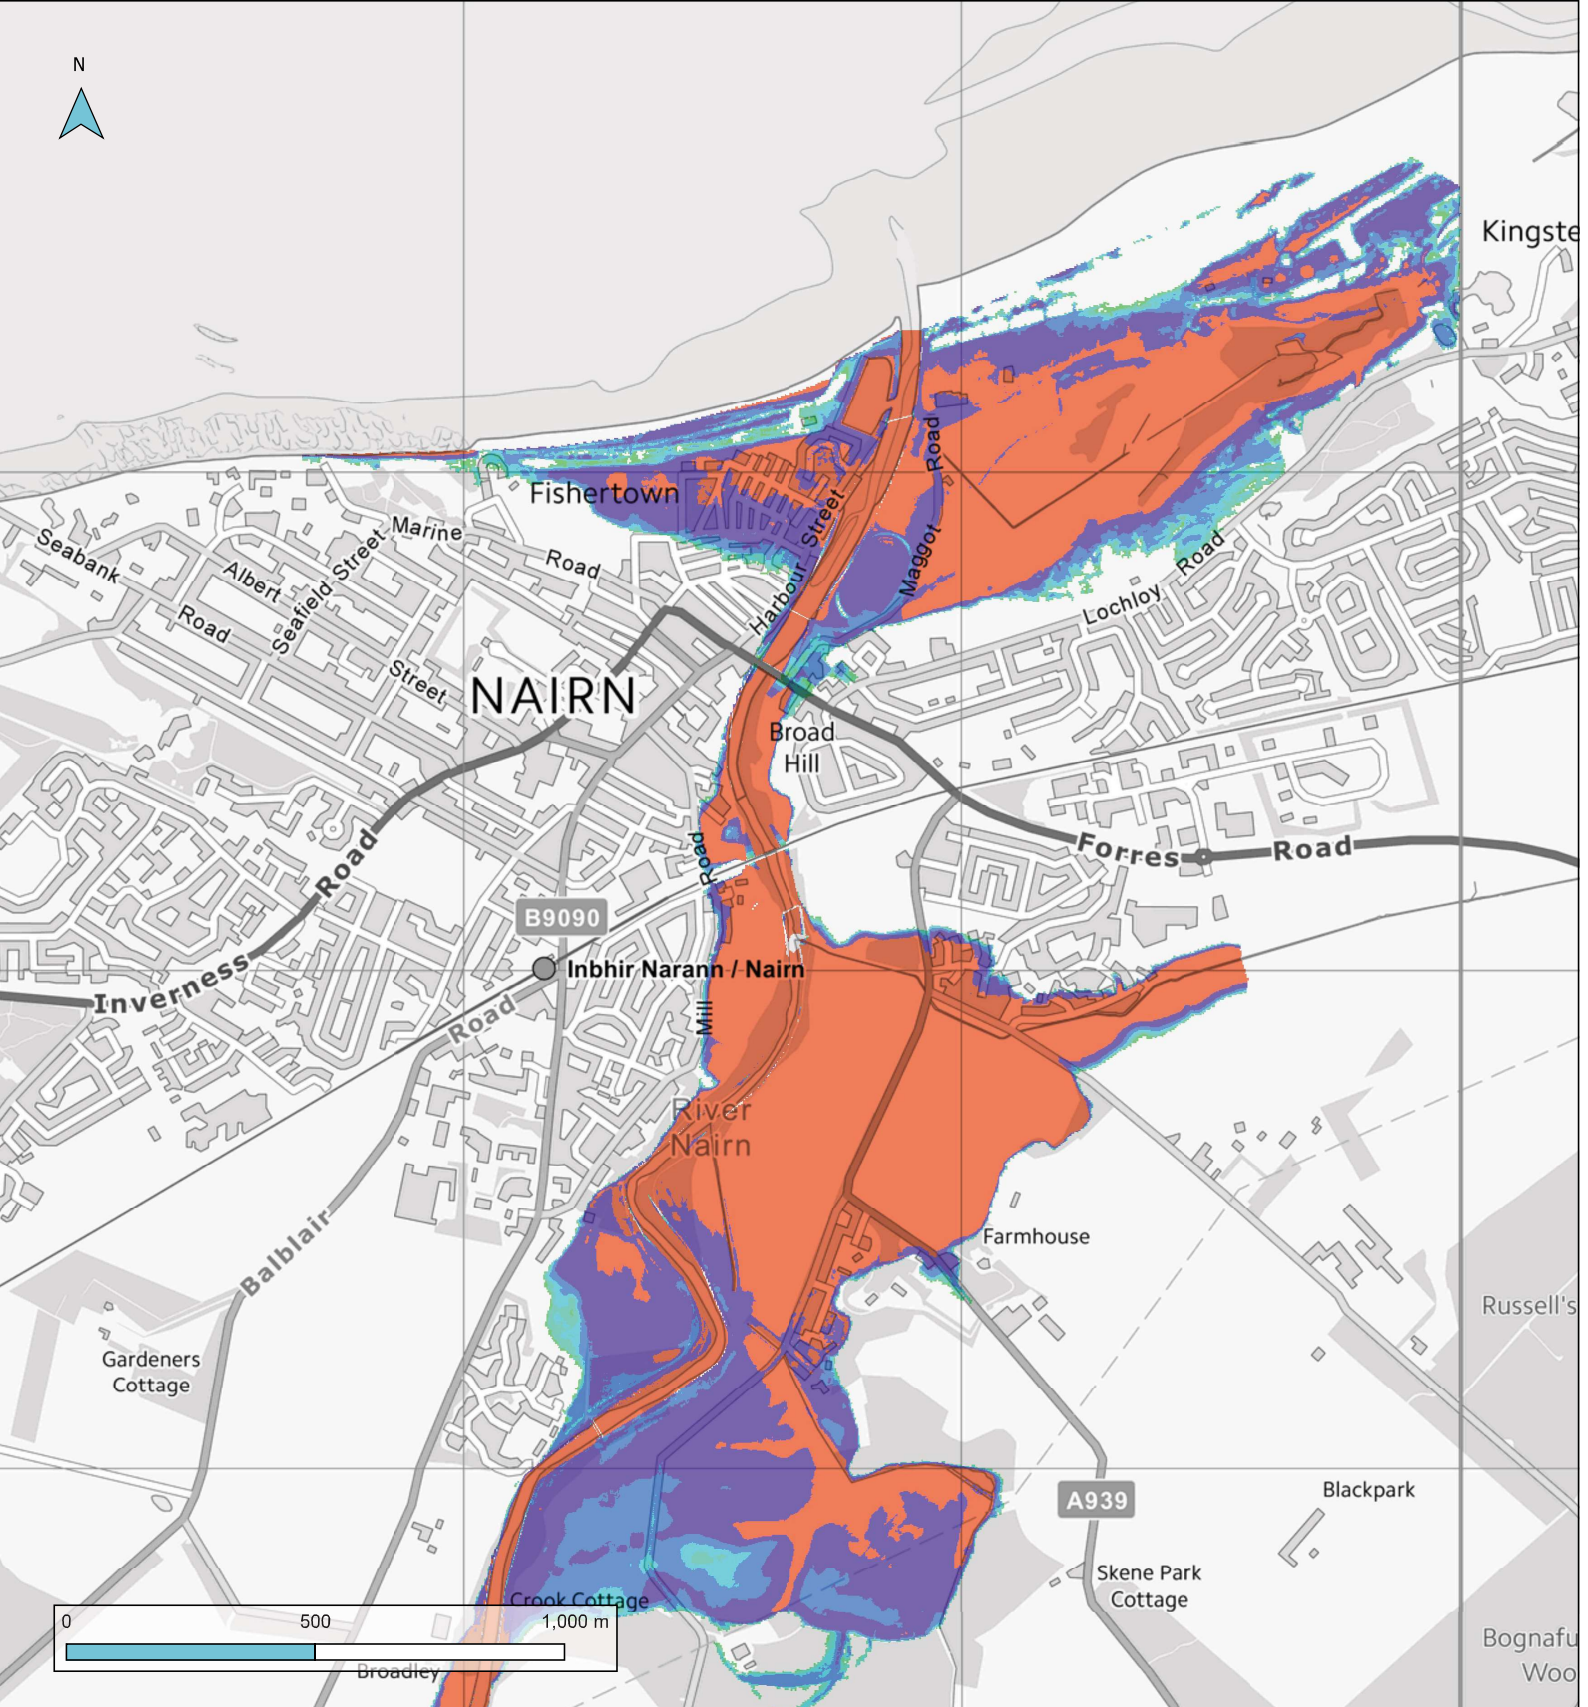 N
Kingste
Fishertown
Marine
Road
Seabank
Road
Albert
Street
Seafield Street
Harbour Street
Maggot Road
Lochloy Road
NAIRN
Broad
Hill
Forres Road
Inverness Road
B9090
Mill Road
Inbhir Narann / Nairn
Balblair Road
River
Nairn
Farmhouse
Russell's
Gardeners
Cottage
A939
Blackpark
Skene Park
Cottage
Crook Cottage
0 500 1,000 m
Broadley
Bognafu
Woo